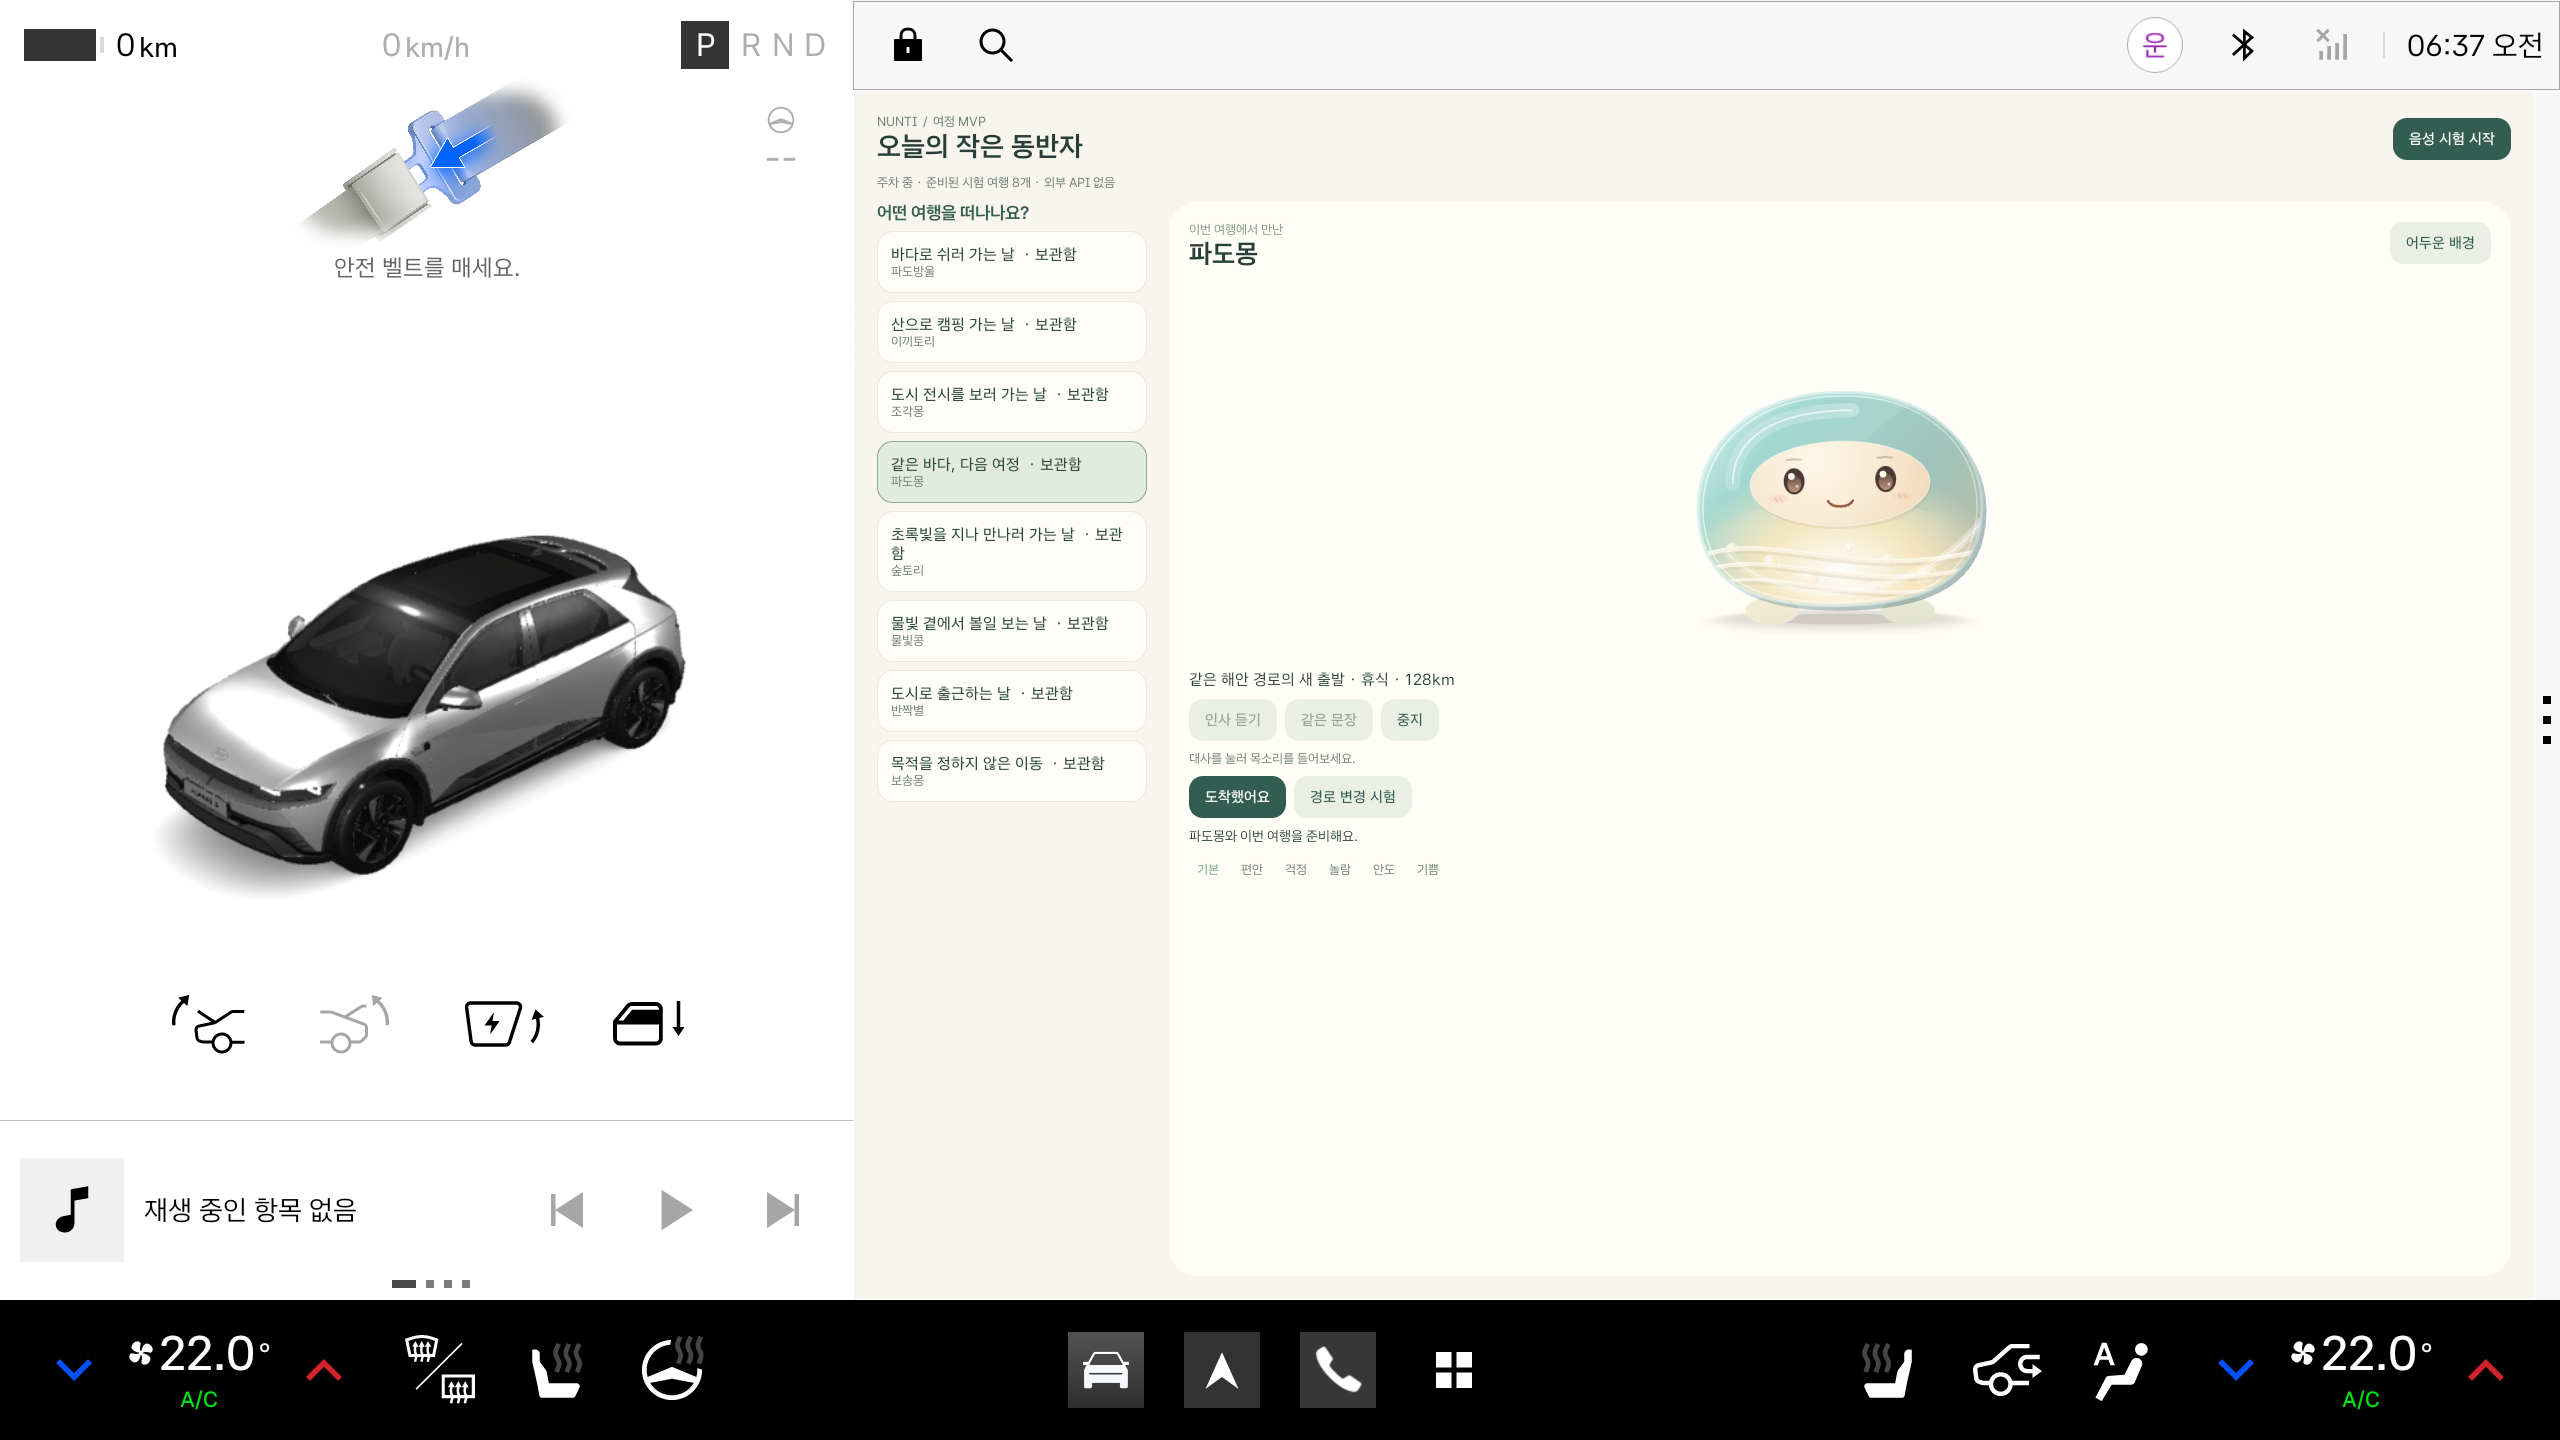 0 km
0 km/h
P R N D
안전 벨트를 매세요.
재생 중인 항목 없음
운
06:37 오전
NUNTI / 여정 MVP
오늘의 작은 동반자
음성 시험 시작
주차 중 · 준비된 시험 여행 8개 · 외부 API 없음
어떤 여행을 떠나나요?
바다로 쉬러 가는 날 · 보관함
파도방울
산으로 캠핑 가는 날 · 보관함
이끼토리
도시 전시를 보러 가는 날 · 보관함
조각몽
같은 바다, 다음 여정 · 보관함
파도몽
초록빛을 지나 만나러 가는 날 · 보관
함
숲토리
물빛 곁에서 볼일 보는 날 · 보관함
물빛콩
도시로 출근하는 날 · 보관함
반짝별
목적을 정하지 않은 이동 · 보관함
보송몽
이번 여행에서 만난
파도몽
어두운 배경
같은 해안 경로의 새 출발 · 휴식 · 128km
인사 듣기 같은 문장 중지
대사를 눌러 목소리를 들어보세요.
도착했어요 경로 변경 시험
파도몽와 이번 여행을 준비해요.
기본 편안 걱정 놀람 안도 기쁨
22.0°
A/C
A
22.0°
A/C